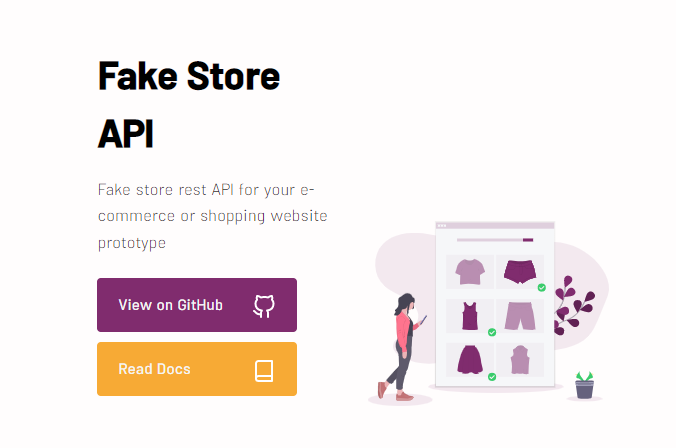 Fake Store
API
Fake store rest API for your e-
commerce or shopping website
prototype
View on GitHub
Read Docs